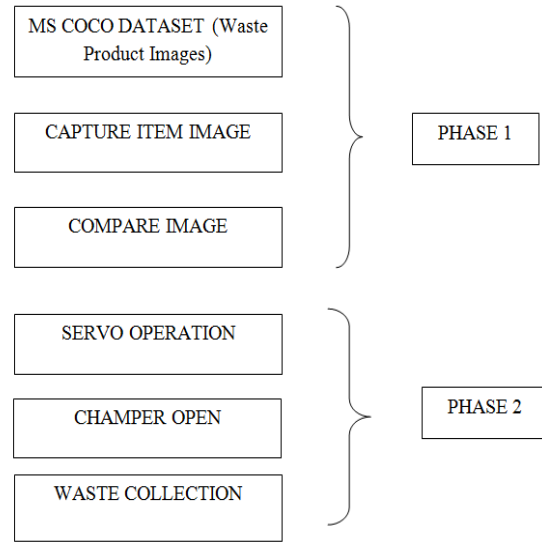 MS COCO DATASET (Waste
Product Images)
CAPTURE ITEM IMAGE
PHASE 1
COMPARE IMAGE
SERVO OPERATION
CHAMPER OPEN
PHASE 2
WASTE COLLECTION